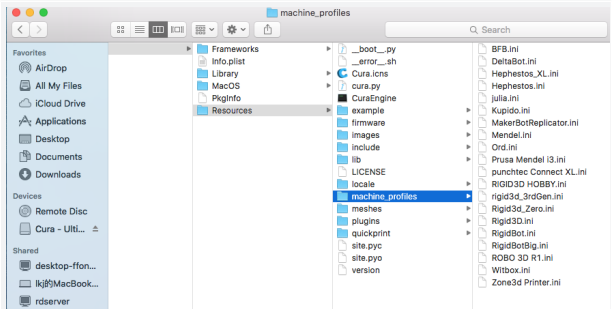 machine_profiles
Search
Favorites
AirDrop
All My Files
iCloud Drive
Applications
Desktop
Documents
Downloads
Devices
Remote Disc
Cura - Ulti...
Shared
desktop-ffon...
lkj的MacBook...
rdserver
Frameworks
Info.plist
Library
MacOS
PkgInfo
Resources
__boot__.py
__error__.sh
Cura.icns
cura.py
CuraEngine
example
firmware
images
include
lib
LICENSE
locale
machine_profiles
meshes
plugins
quickprint
site.pyc
site.pyo
version
BFB.ini
DeltaBot.ini
Hephestos_XL.ini
Hephestos.ini
julia.ini
Kupido.ini
MakerBotReplicator.ini
Mendel.ini
Ord.ini
Prusa Mendel i3.ini
punchtec Connect XL.ini
RIGID3D HOBBY.ini
rigid3d_3rdGen.ini
Rigid3d_Zero.ini
Rigid3D.ini
RigidBot.ini
RigidBotBig.ini
ROBO 3D R1.ini
Witbox.ini
Zone3d Printer.ini